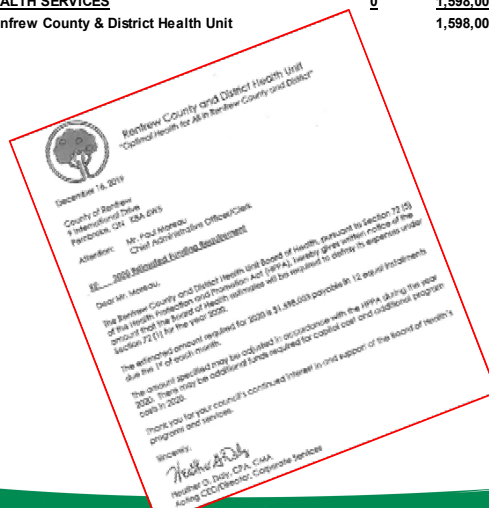 ALTH SERVICES 0 1,598,00
nfrew County & District Health Unit 1,598,00
Renfrew County and District Health Unit
"Optimal Health for All in Renfrew County and District"
December 16, 2019
County of Renfrew
9 International Drive
Pembroke, ON K8A 6W5
Attention: Mr. Paul Moreau
Chief Administrative Officer/Clerk
RE 2020 Estimated Funding Requirement
Dear Mr. Moreau,
The Renfrew County and District Health Unit Board of Health, pursuant to Section 72 (5)
of the Health Protection and Promotion Act (HPPA), hereby gives written notice of the
amount that the Board of Health estimates will be required to defray its expenses under
Section 72 (1) for the year 2020.
The estimated amount required for 2020 is $1,598,003 payable in 12 equal installments
due the 1st of each month.
The amount specified may be adjusted in accordance with the HPPA during the year
2020. There may be additional funds required for capital cost and additional program
costs in 2020.
Thank you for your council's continued interest in and support of the Board of Health's
programs and services.
Sincerely,
Heather G. Daly, CPA, CMA
Acting CEO/Director, Corporate Services